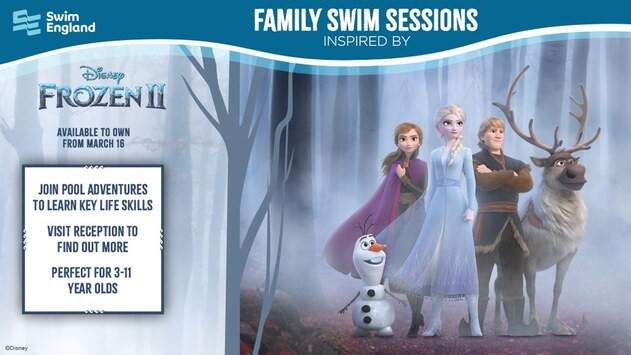 Swim
England
FAMILY SWIM SESSIONS
INSPIRED BY
Disney
FROZEN II
AVAILABLE TO OWN
FROM MARCH 16
JOIN POOL ADVENTURES
TO LEARN KEY LIFE SKILLS
VISIT RECEPTION TO
FIND OUT MORE
PERFECT FOR 3-11
YEAR OLDS
©Disney